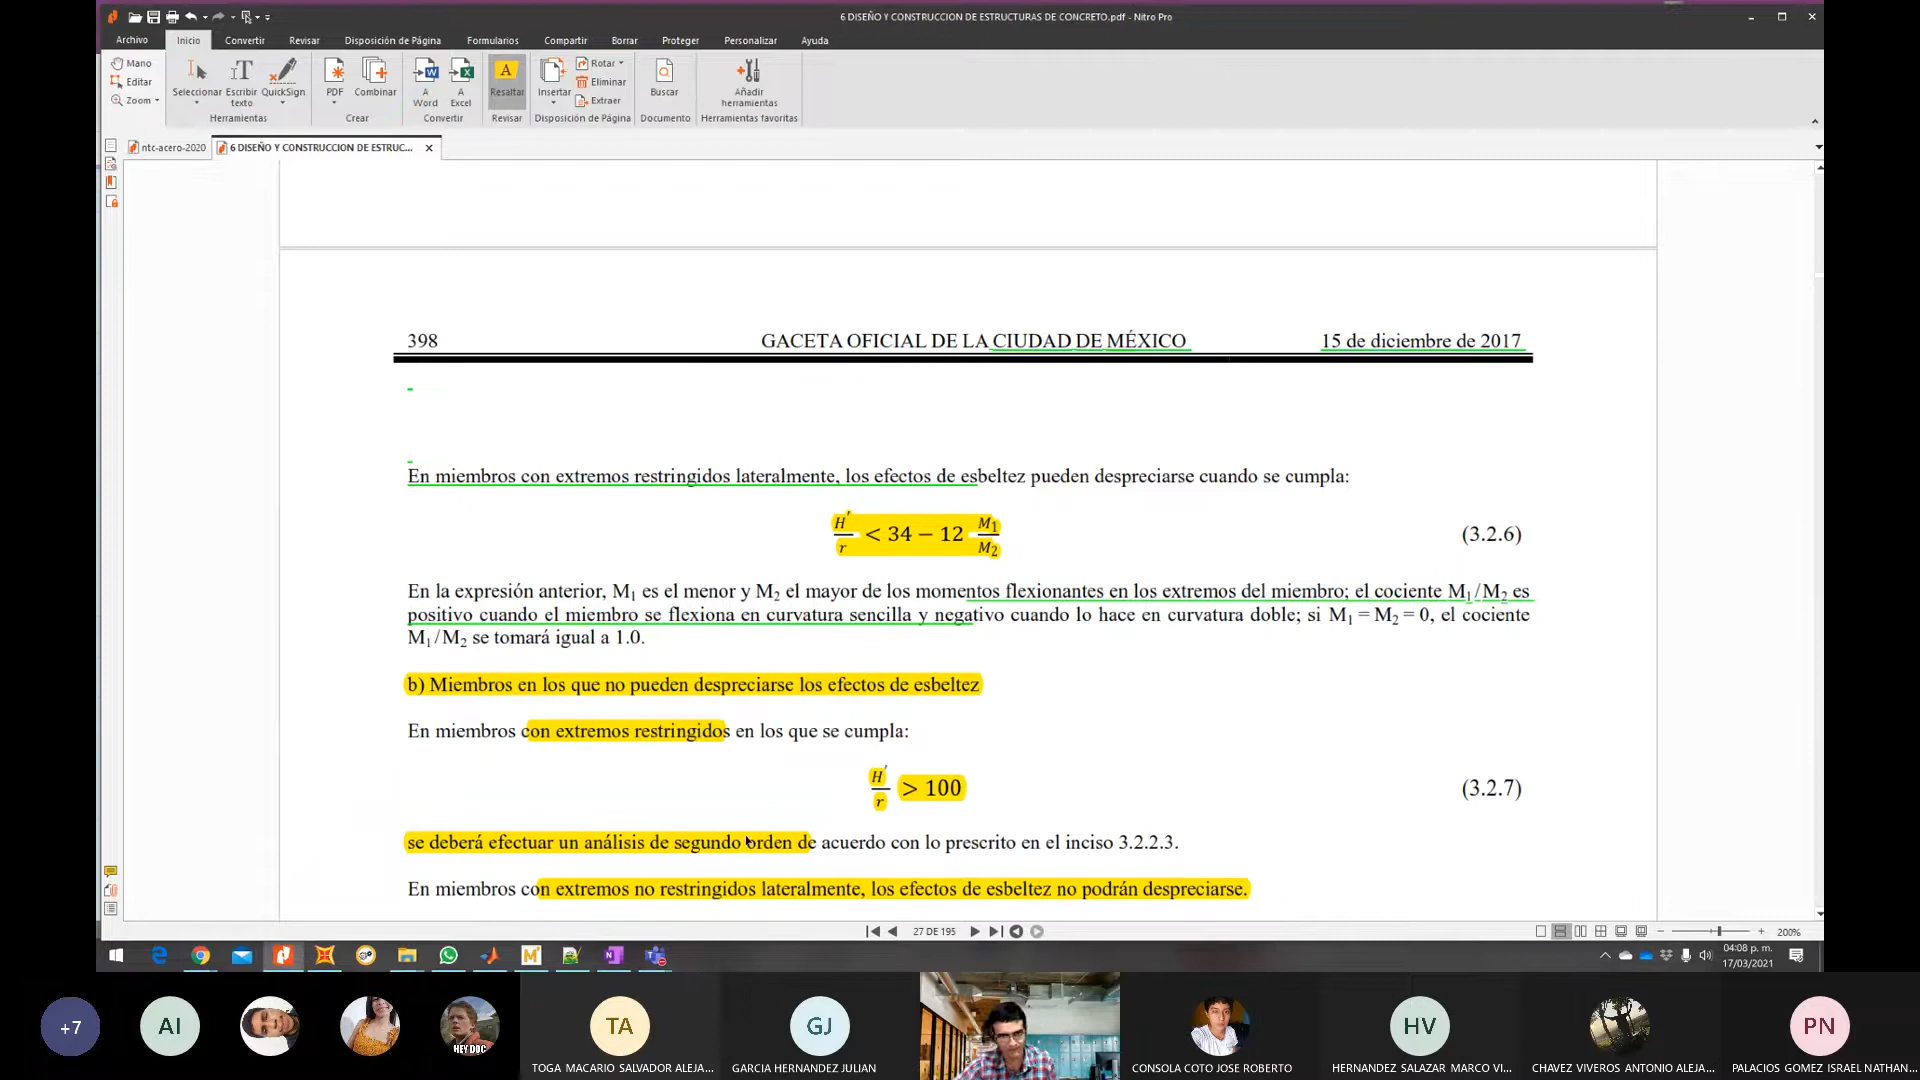 6 DISEÑO Y CONSTRUCCION DE ESTRUCTURAS DE CONCRETO.pdf - Nitro Pro
Archivo Inicio Convertir Revisar Disposición de Página Formularios Compartir Borrar Proteger Personalizar Ayuda
Mano
Editar
Zoom
Seleccionar
Escribir texto
QuickSign
Herramientas
PDF
Combinar
Crear
A Word
A Excel
Convertir
Resaltar
Revisar
Insertar
Rotar
Eliminar
Extraer
Disposición de Página
Buscar
Documento
Añadir herramientas
Herramientas favoritas
ntc-acero-2020
6 DISEÑO Y CONSTRUCCION DE ESTRUC...
398 GACETA OFICIAL DE LA CIUDAD DE MÉXICO 15 de diciembre de 2017
En miembros con extremos restringidos lateralmente, los efectos de esbeltez pueden despreciarse cuando se cumpla:
H'/r < 34 − 12 M1/M2 (3.2.6)
En la expresión anterior, M1 es el menor y M2 el mayor de los momentos flexionantes en los extremos del miembro; el cociente M1/M2 es
positivo cuando el miembro se flexiona en curvatura sencilla y negativo cuando lo hace en curvatura doble; si M1 = M2 = 0, el cociente
M1/M2 se tomará igual a 1.0.
b) Miembros en los que no pueden despreciarse los efectos de esbeltez
En miembros con extremos restringidos en los que se cumpla:
H'/r > 100 (3.2.7)
se deberá efectuar un análisis de segundo orden de acuerdo con lo prescrito en el inciso 3.2.2.3.
En miembros con extremos no restringidos lateralmente, los efectos de esbeltez no podrán despreciarse.
27 DE 195
200%
04:08 p. m.
17/03/2021
+7
AI
HEY DOC
TA
TOGA MACARIO SALVADOR ALEJA...
GJ
GARCIA HERNANDEZ JULIAN
CONSOLA COTO JOSE ROBERTO
HV
HERNANDEZ SALAZAR MARCO VI...
CHAVEZ VIVEROS ANTONIO ALEJA...
PN
PALACIOS GOMEZ ISRAEL NATHAN...